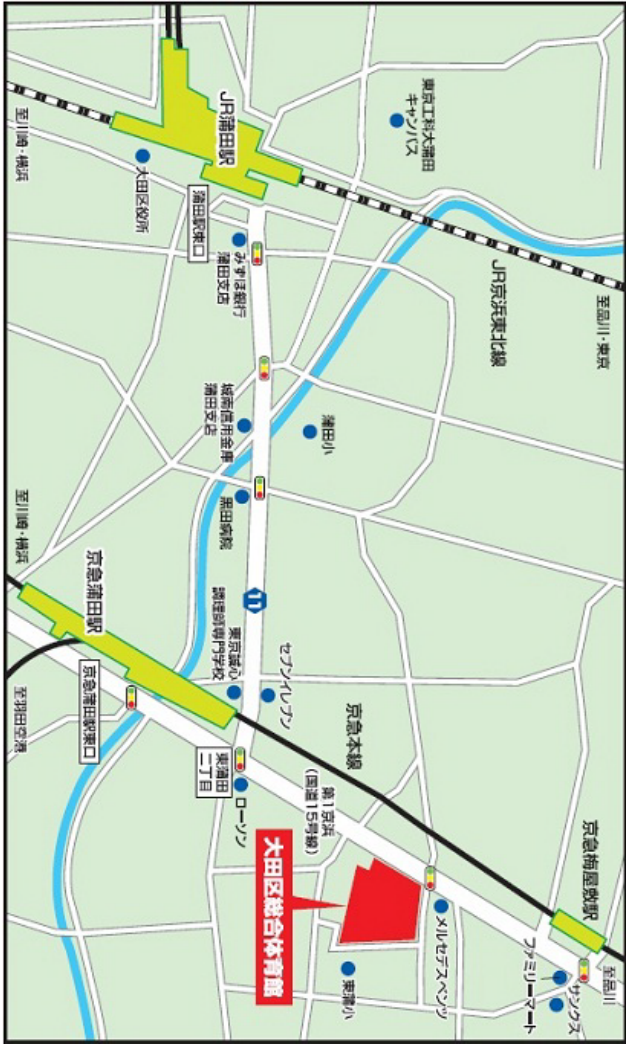 東京工科大蒲田
キャンパス
JR蒲田駅
至川崎・横浜
大田区役所
蒲田駅東口
みずほ銀行
蒲田支店
JR京浜東北線
至品川・東京
城南信用金庫
蒲田支店
蒲田小
黒田病院
至川崎・横浜
京急蒲田駅
11
東京誠心
調理師専門学校
セブンイレブン
京急蒲田駅東口
至羽田空港
東蒲田
二丁目
ローソン
京急本線
第1京浜
(国道15号線)
大田区総合体育館
メルセデスベンツ
東蒲小
京急梅屋敷駅
ファミリーマート
サンクス
至品川